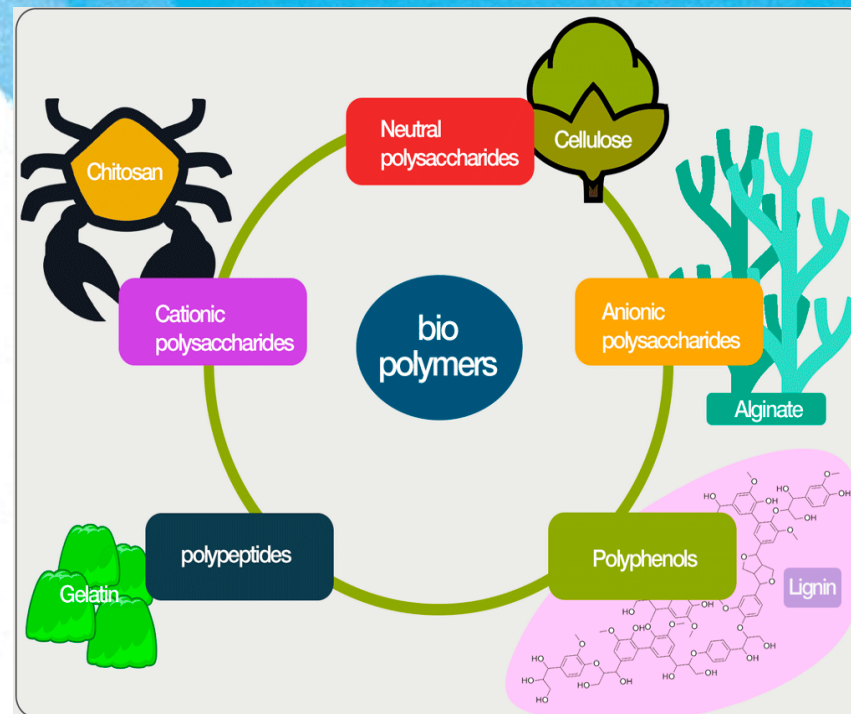 Neutral
polysaccharides
Cellulose
Chitosan
Cationic
polysaccharides
bio
polymers
Anionic
polysaccharides
Alginate
polypeptides
Gelatin
Polyphenols
Lignin